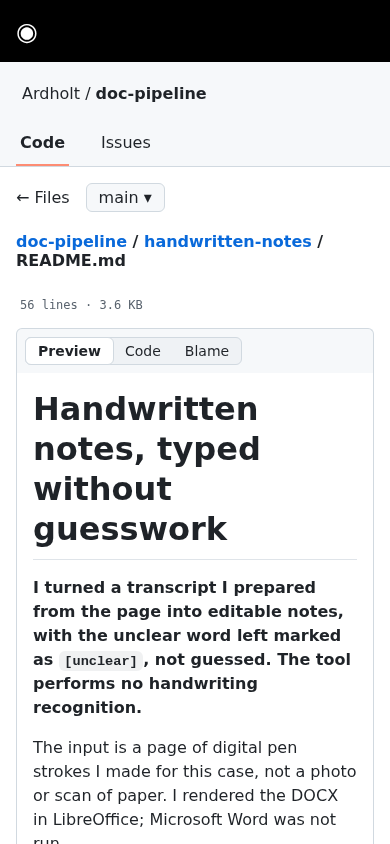 Ardholt / doc-pipeline
Code Issues
← Files main ▾
doc-pipeline / handwritten-notes /
README.md
56 lines · 3.6 KB
Preview Code Blame
Handwritten
notes, typed
without
guesswork
I turned a transcript I prepared
from the page into editable notes,
with the unclear word left marked
as [unclear], not guessed. The tool
performs no handwriting
recognition.
The input is a page of digital pen
strokes I made for this case, not a photo
or scan of paper. I rendered the DOCX
in LibreOffice; Microsoft Word was not
run.